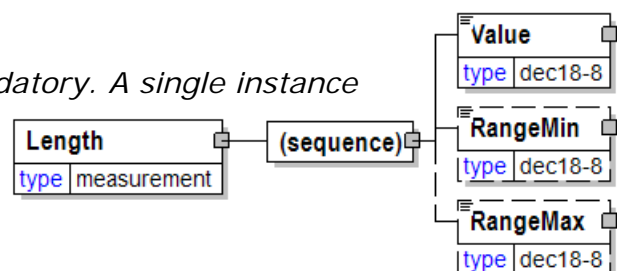 Value
type dec18-8
datory. A single instance
RangeMin
type dec18-8
Length
type measurement
(sequence)
RangeMax
type dec18-8